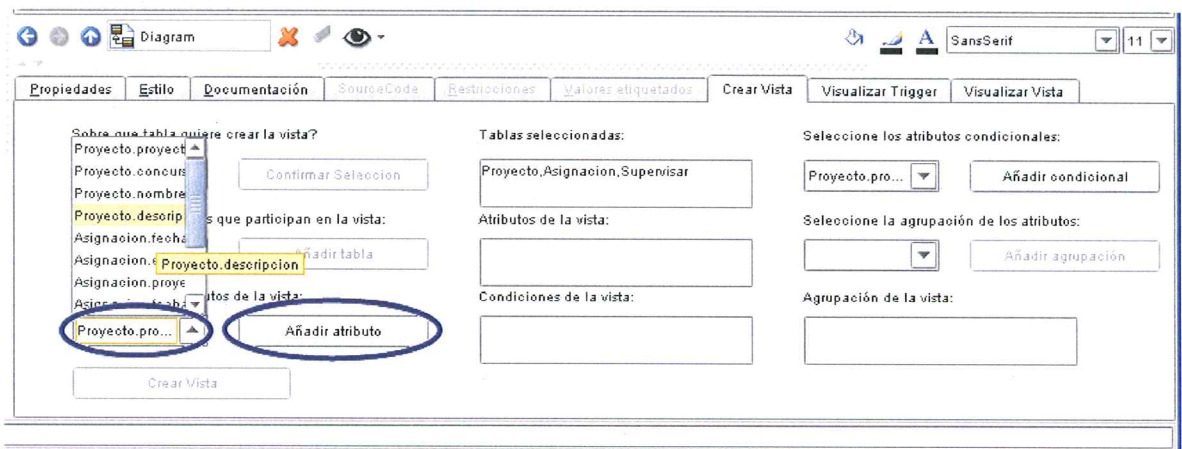 Diagram
SansSerif
11
Propiedades
Estilo
Documentación
SourceCode
Restricciones
Valores etiquetados
Crear Vista
Visualizar Trigger
Visualizar Vista
Sobre que tabla quiere crear la vista?
Proyecto.proyect
Proyecto.concurs
Proyecto.nombre
Proyecto.descrip
Asignacion.fecha
Asignacion.
Proyecto.descripcion
Asignacion.proye
Proyecto.pro...
Confirmar Seleccion
s que participan en la vista:
Añadir tabla
utos de la vista:
Añadir atributo
Crear Vista
Tablas seleccionadas:
Proyecto,Asignacion,Supervisar
Atributos de la vista:
Condiciones de la vista:
Seleccione los atributos condicionales:
Proyecto.pro...
Añadir condicional
Seleccione la agrupación de los atributos:
Añadir agrupación
Agrupación de la vista: